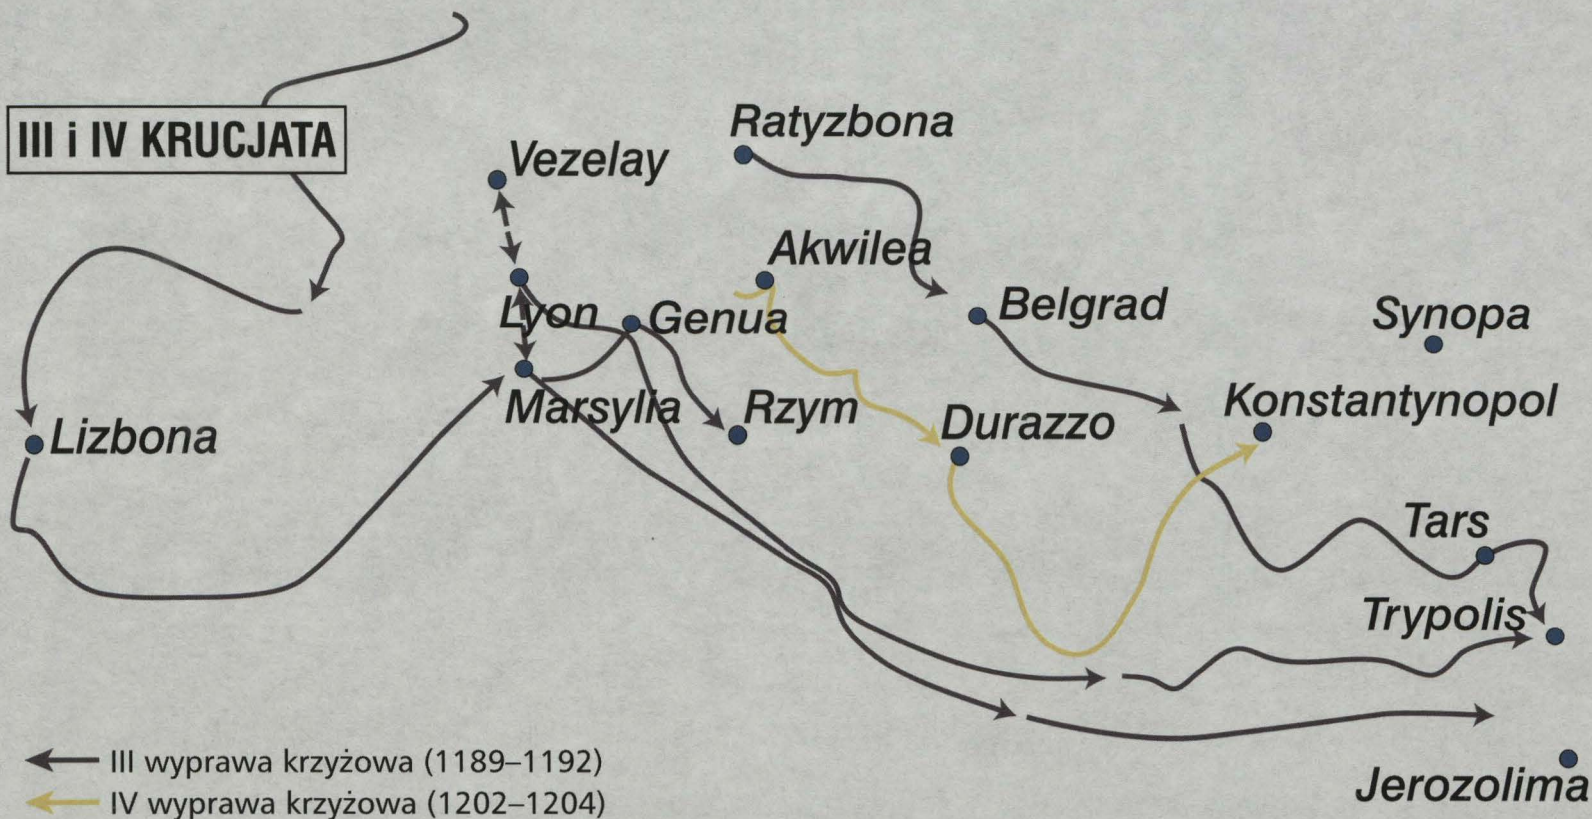 III i IV KRUCJATA
Ratyzbona
Vezelay
Akwilea
Lyon
Genua
Belgrad
Synopa
Marsylia
Rzym
Durazzo
Konstantynopol
Lizbona
Tars
Trypolis
Jerozolima
III wyprawa krzyżowa (1189–1192)
IV wyprawa krzyżowa (1202–1204)